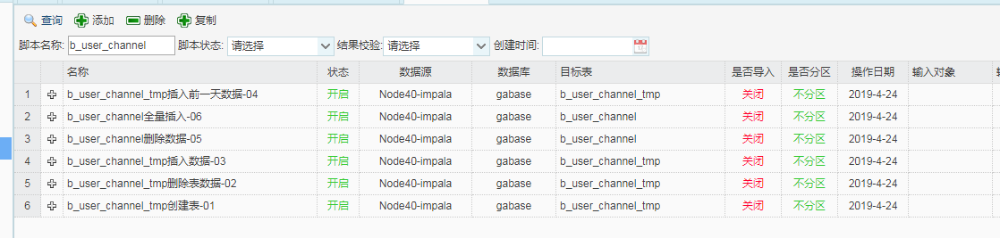 查询 添加 删除 复制
脚本名称: b_user_channel 脚本状态: 请选择 结果校验: 请选择 创建时间:
名称 状态 数据源 数据库 目标表 是否导入 是否分区 操作日期 输入对象
1 b_user_channel_tmp插入前一天数据-04 开启 Node40-impala gabase b_user_channel_tmp 关闭 不分区 2019-4-24
2 b_user_channel全量插入-06 开启 Node40-impala gabase b_user_channel 关闭 不分区 2019-4-24
3 b_user_channel删除数据-05 开启 Node40-impala gabase b_user_channel 关闭 不分区 2019-4-24
4 b_user_channel_tmp插入数据-03 开启 Node40-impala gabase b_user_channel_tmp 关闭 不分区 2019-4-24
5 b_user_channel_tmp删除表数据-02 开启 Node40-impala gabase b_user_channel_tmp 关闭 不分区 2019-4-24
6 b_user_channel_tmp创建表-01 开启 Node40-impala gabase b_user_channel_tmp 关闭 不分区 2019-4-24